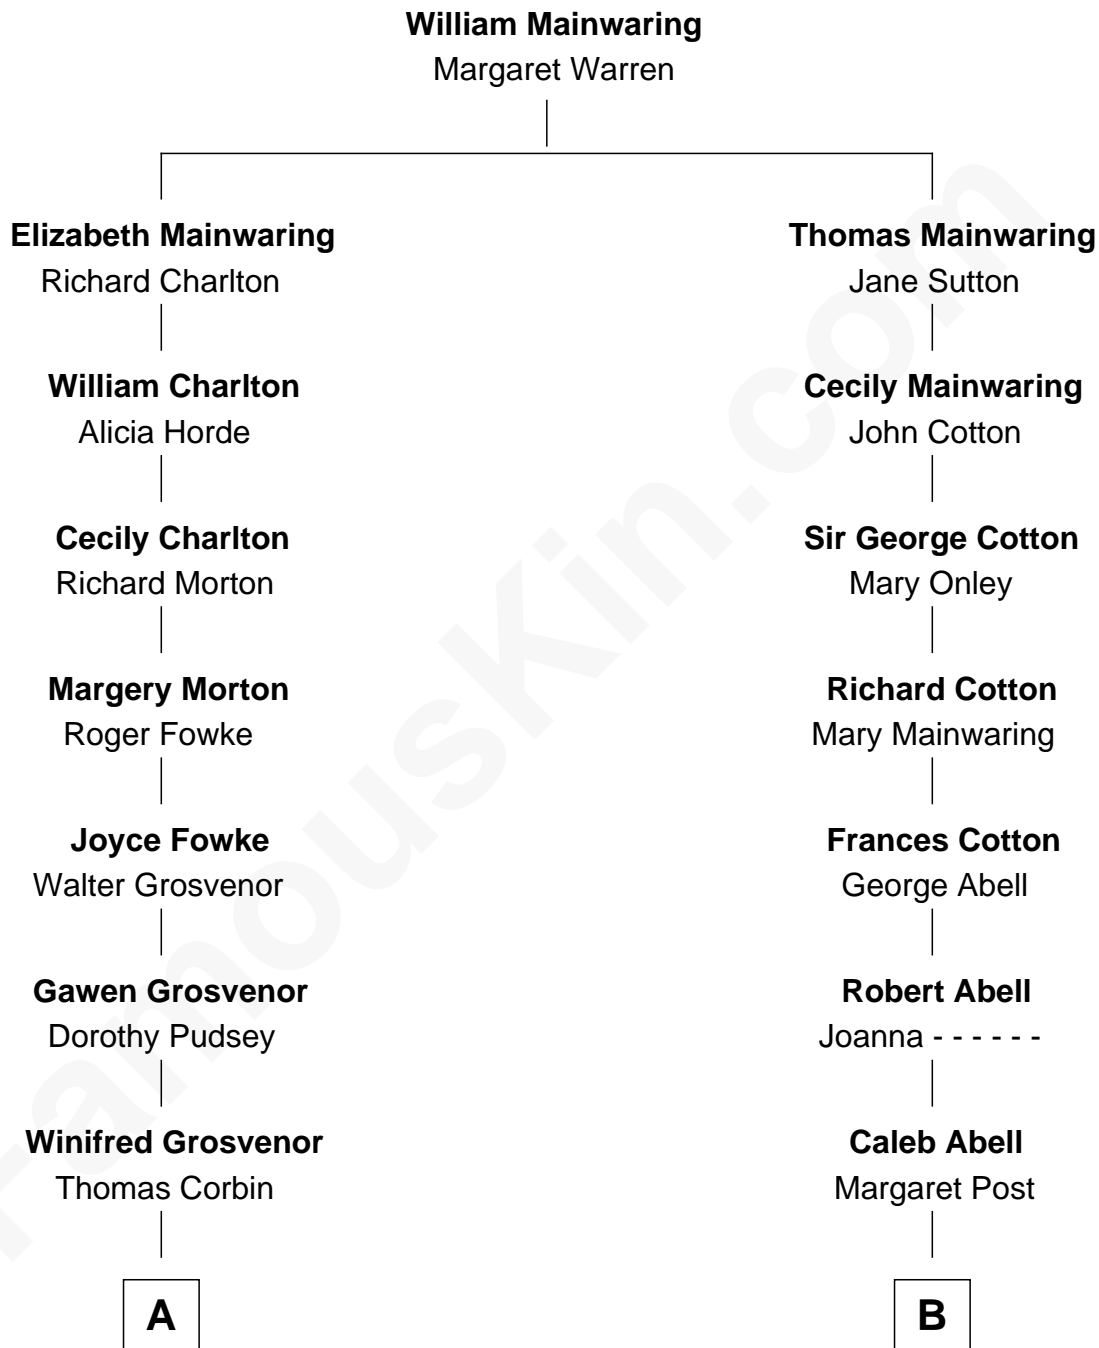 William Mainwaring
Margaret Warren
Elizabeth Mainwaring
Richard Charlton
Thomas Mainwaring
Jane Sutton
William Charlton
Alicia Horde
Cecily Mainwaring
John Cotton
Cecily Charlton
Richard Morton
Sir George Cotton
Mary Onley
Margery Morton
Roger Fowke
Richard Cotton
Mary Mainwaring
Joyce Fowke
Walter Grosvenor
Frances Cotton
George Abell
Gawen Grosvenor
Dorothy Pudsey
Robert Abell
Joanna - - - - - -
Winifred Grosvenor
Thomas Corbin
Caleb Abell
Margaret Post
A
B
FamousKin.com